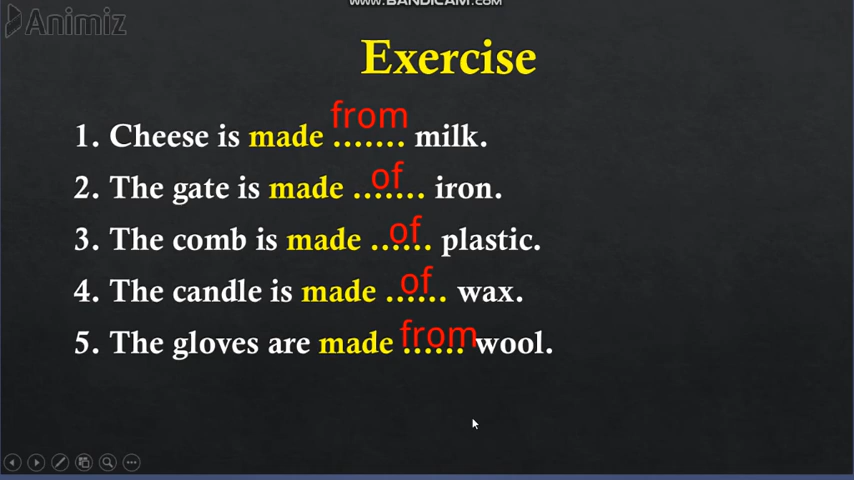 www.BANDICAM.com
Animiz
Exercise
1. Cheese is made from milk.
2. The gate is made of iron.
3. The comb is made of plastic.
4. The candle is made of wax.
5. The gloves are made from wool.